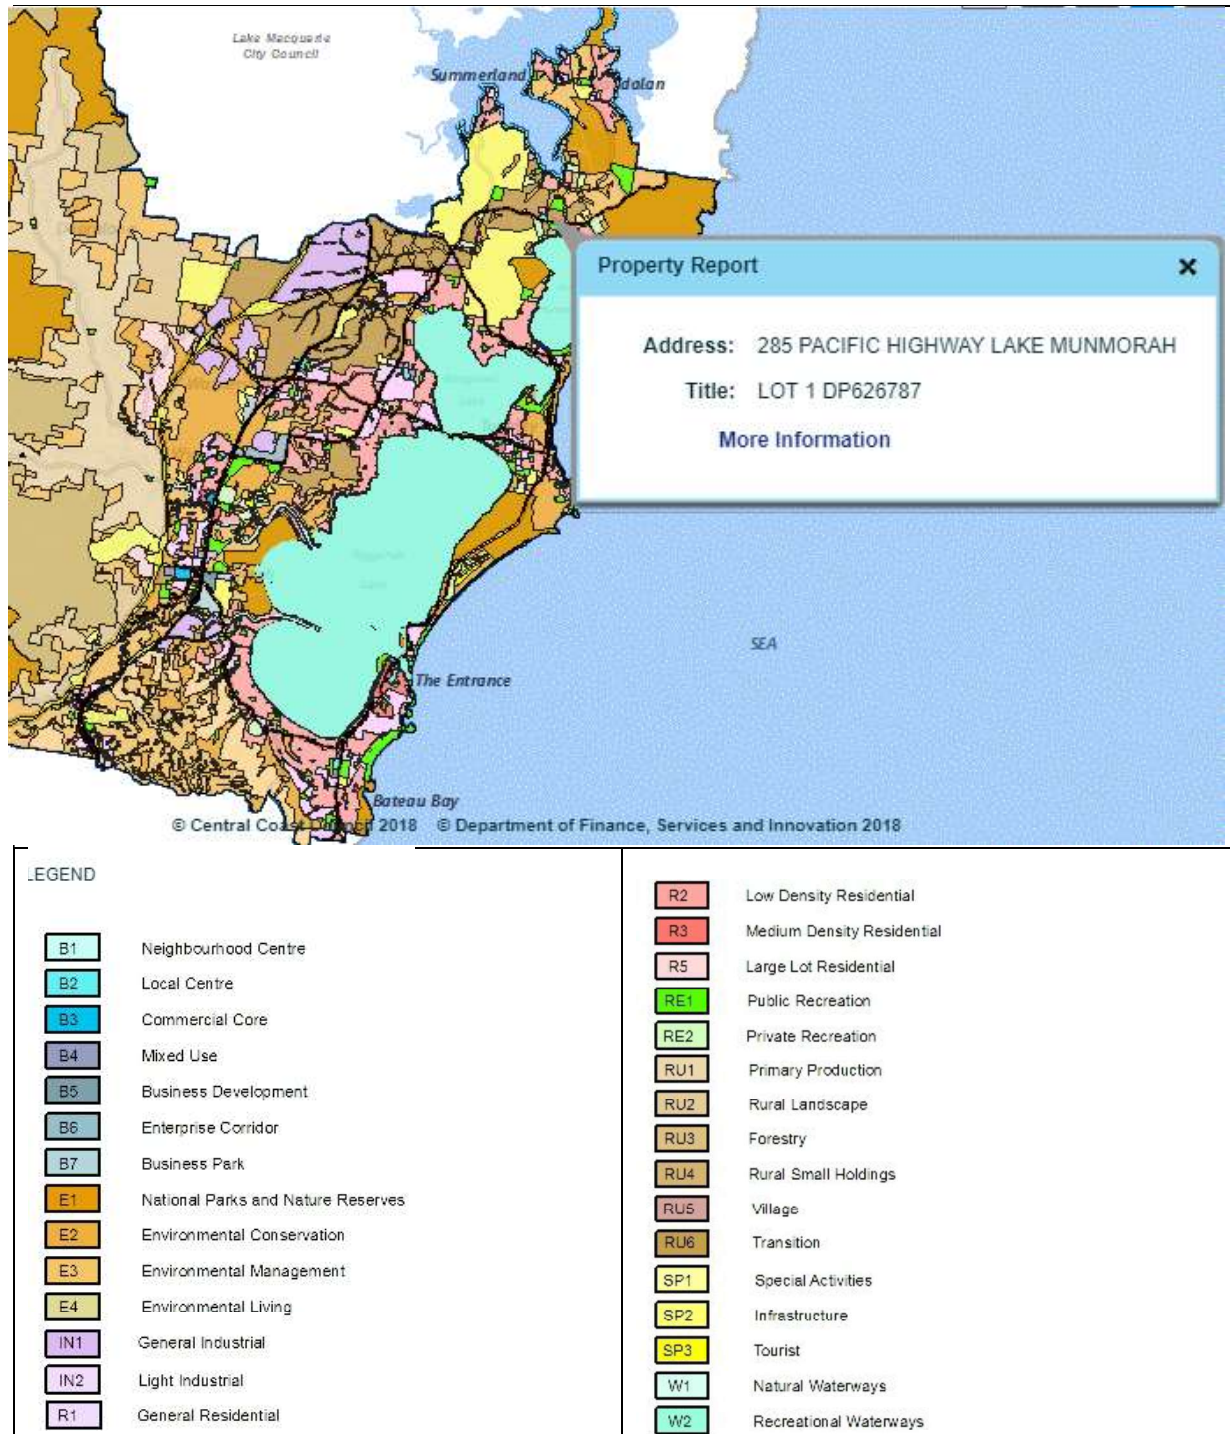 Lake Macquarie
City Council
Summerland
Property Report
Address: 285 PACIFIC HIGHWAY LAKE MUNMORAH
Title: LOT 1 DP626787
More Information
SEA
The Entrance
Bateau Bay
© Central Coast Council 2018 © Department of Finance, Services and Innovation 2018
LEGEND
B1 Neighbourhood Centre
B2 Local Centre
B3 Commercial Core
B4 Mixed Use
B5 Business Development
B6 Enterprise Corridor
B7 Business Park
E1 National Parks and Nature Reserves
E2 Environmental Conservation
E3 Environmental Management
E4 Environmental Living
IN1 General Industrial
IN2 Light Industrial
R1 General Residential
R2 Low Density Residential
R3 Medium Density Residential
R5 Large Lot Residential
RE1 Public Recreation
RE2 Private Recreation
RU1 Primary Production
RU2 Rural Landscape
RU3 Forestry
RU4 Rural Small Holdings
RU5 Village
RU6 Transition
SP1 Special Activities
SP2 Infrastructure
SP3 Tourist
W1 Natural Waterways
W2 Recreational Waterways